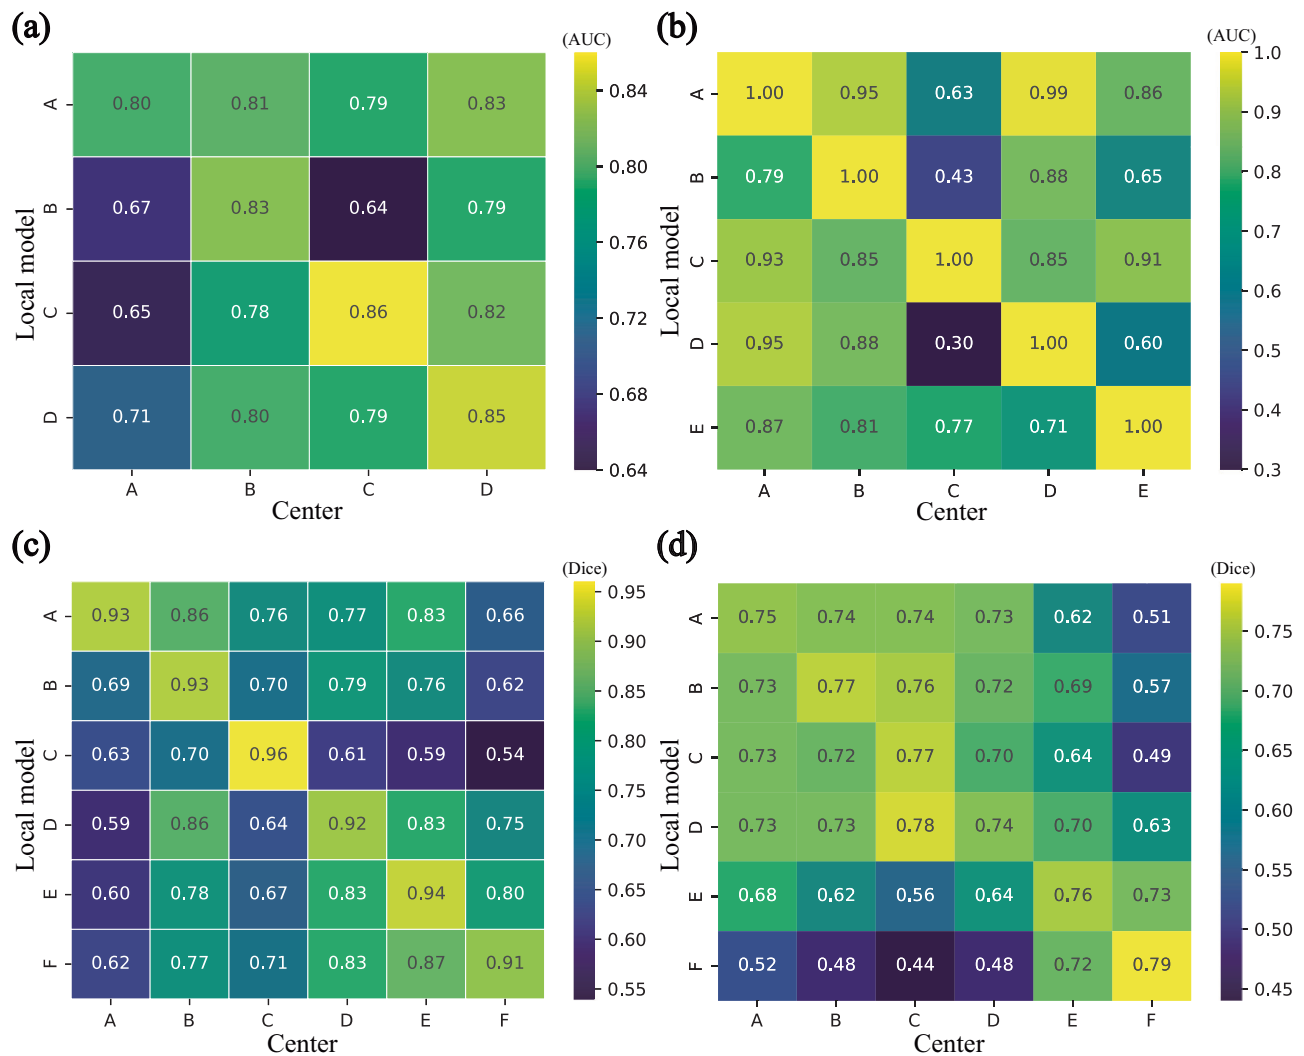 (a)
(AUC)
A 0.80 0.81 0.79 0.83
B 0.67 0.83 0.64 0.79
C 0.65 0.78 0.86 0.82
D 0.71 0.80 0.79 0.85
A B C D
Local model
Center
0.84
0.80
0.76
0.72
0.68
0.64
(b)
(AUC)
A 1.00 0.95 0.63 0.99 0.86
B 0.79 1.00 0.43 0.88 0.65
C 0.93 0.85 1.00 0.85 0.91
D 0.95 0.88 0.30 1.00 0.60
E 0.87 0.81 0.77 0.71 1.00
A B C D E
Local model
Center
1.0
0.9
0.8
0.7
0.6
0.5
0.4
0.3
(c)
(Dice)
A 0.93 0.86 0.76 0.77 0.83 0.66
B 0.69 0.93 0.70 0.79 0.76 0.62
C 0.63 0.70 0.96 0.61 0.59 0.54
D 0.59 0.86 0.64 0.92 0.83 0.75
E 0.60 0.78 0.67 0.83 0.94 0.80
F 0.62 0.77 0.71 0.83 0.87 0.91
A B C D E F
Local model
Center
0.95
0.90
0.85
0.80
0.75
0.70
0.65
0.60
0.55
(d)
(Dice)
A 0.75 0.74 0.74 0.73 0.62 0.51
B 0.73 0.77 0.76 0.72 0.69 0.57
C 0.73 0.72 0.77 0.70 0.64 0.49
D 0.73 0.73 0.78 0.74 0.70 0.63
E 0.68 0.62 0.56 0.64 0.76 0.73
F 0.52 0.48 0.44 0.48 0.72 0.79
A B C D E F
Local model
Center
0.75
0.70
0.65
0.60
0.55
0.50
0.45